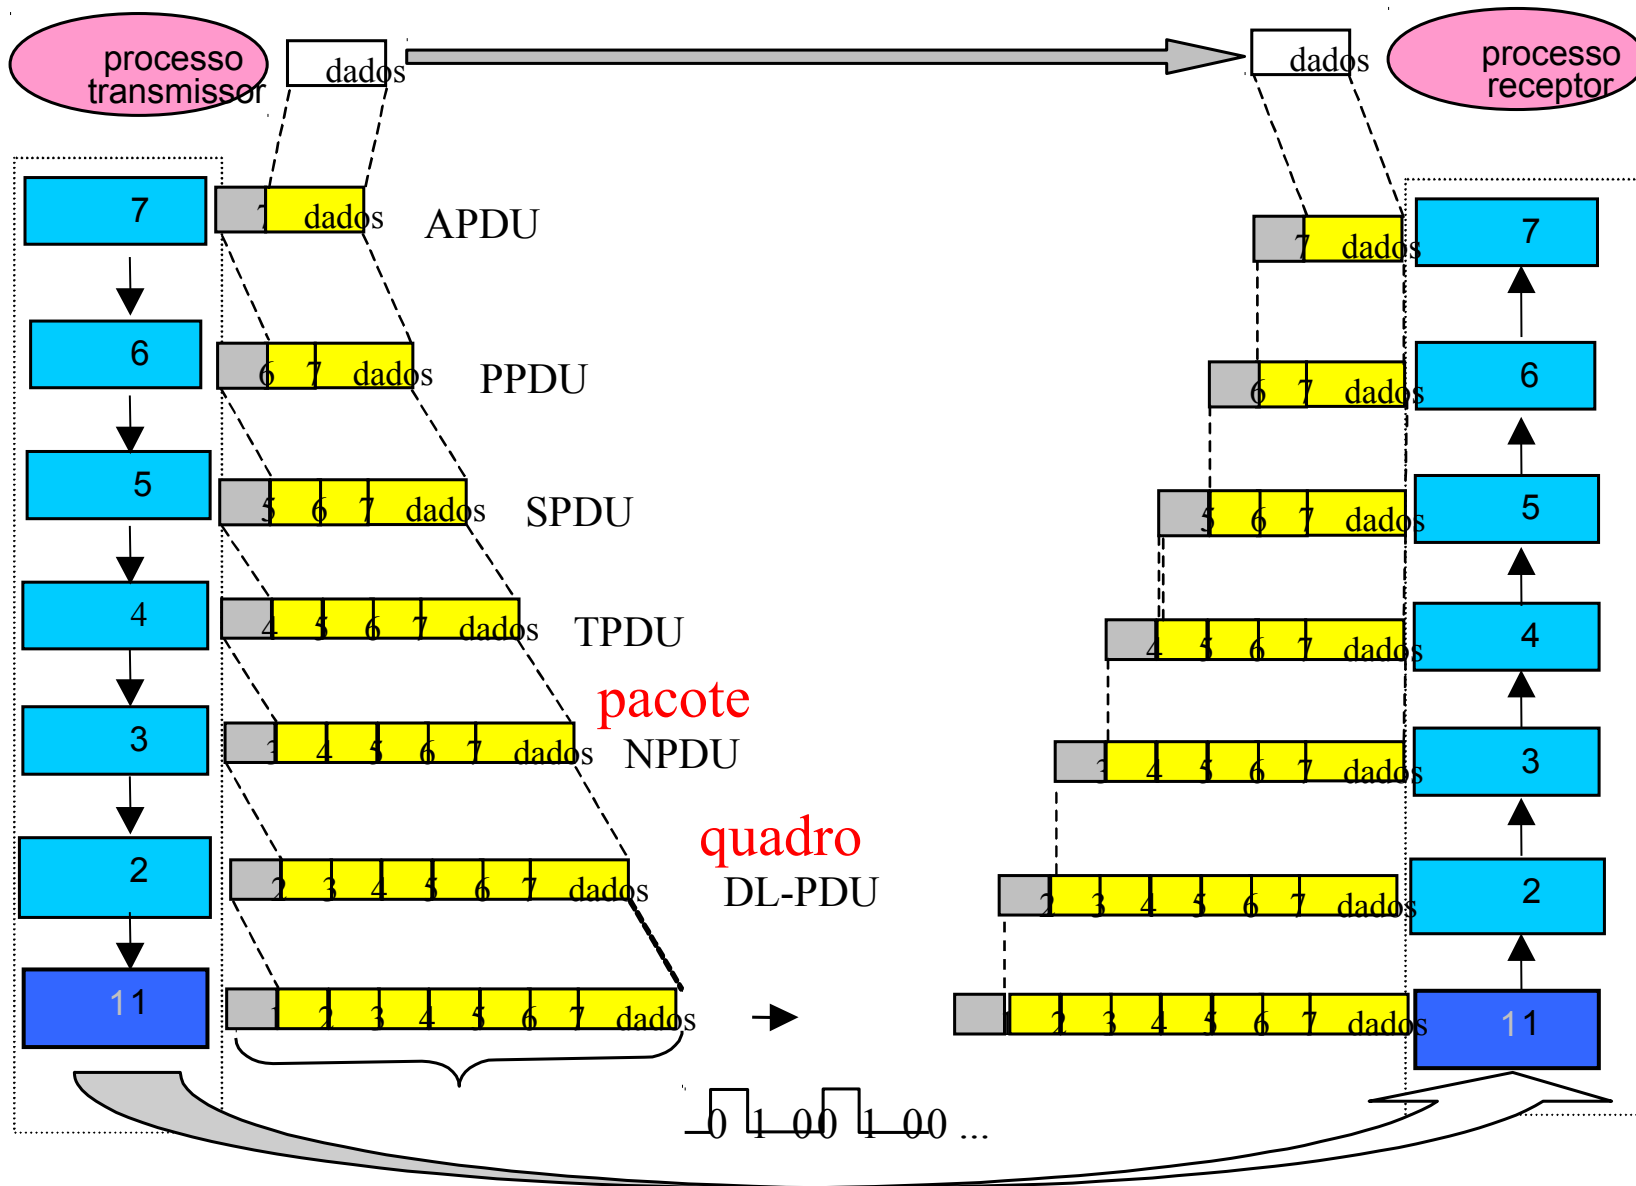 processo
transmissor
dados
dados
processo
receptor
7
7 dados
APDU
7 dados
7
6
6 7 dados
PPDU
6 7 dados
6
5
5 6 7 dados
SPDU
5 6 7 dados
5
4
4 5 6 7 dados
TPDU
4 5 6 7 dados
4
pacote
3
3 4 5 6 7 dados
NPDU
3 4 5 6 7 dados
3
quadro
2
2 3 4 5 6 7 dados
DL-PDU
2 3 4 5 6 7 dados
2
11
1 2 3 4 5 6 7 dados
2 3 4 5 6 7 dados
11
0 1 00 1 00 ...